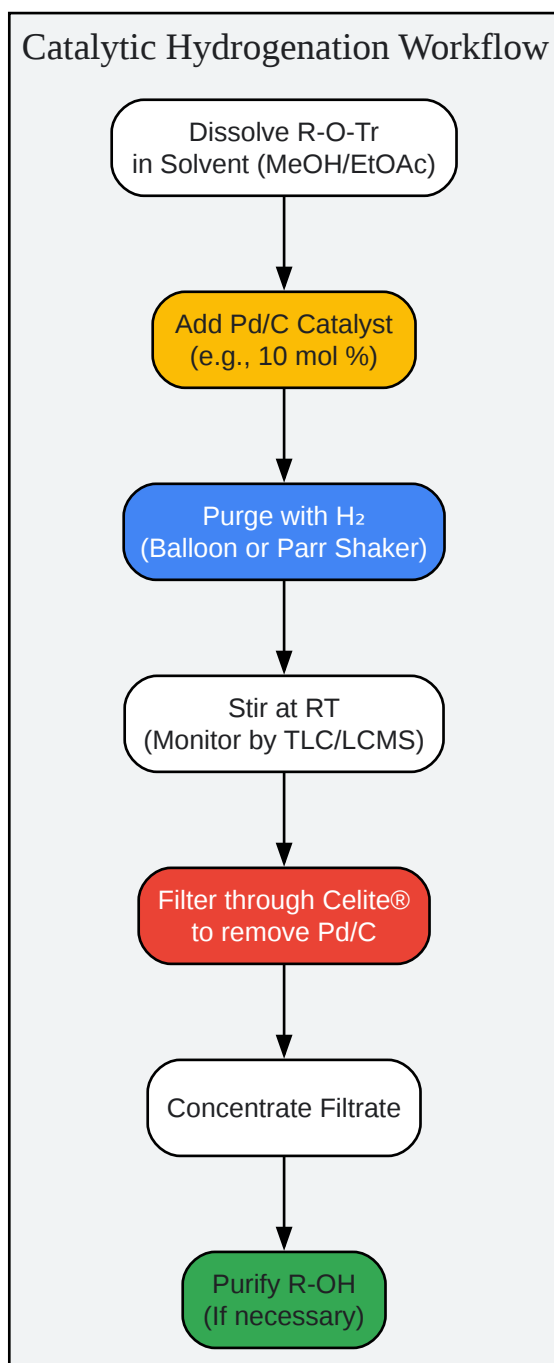 Catalytic Hydrogenation Workflow
Dissolve R-O-Tr
in Solvent (MeOH/EtOAc)
Add Pd/C Catalyst
(e.g., 10 mol %)
Purge with H₂
(Balloon or Parr Shaker)
Stir at RT
(Monitor by TLC/LCMS)
Filter through Celite®
to remove Pd/C
Concentrate Filtrate
Purify R-OH
(If necessary)